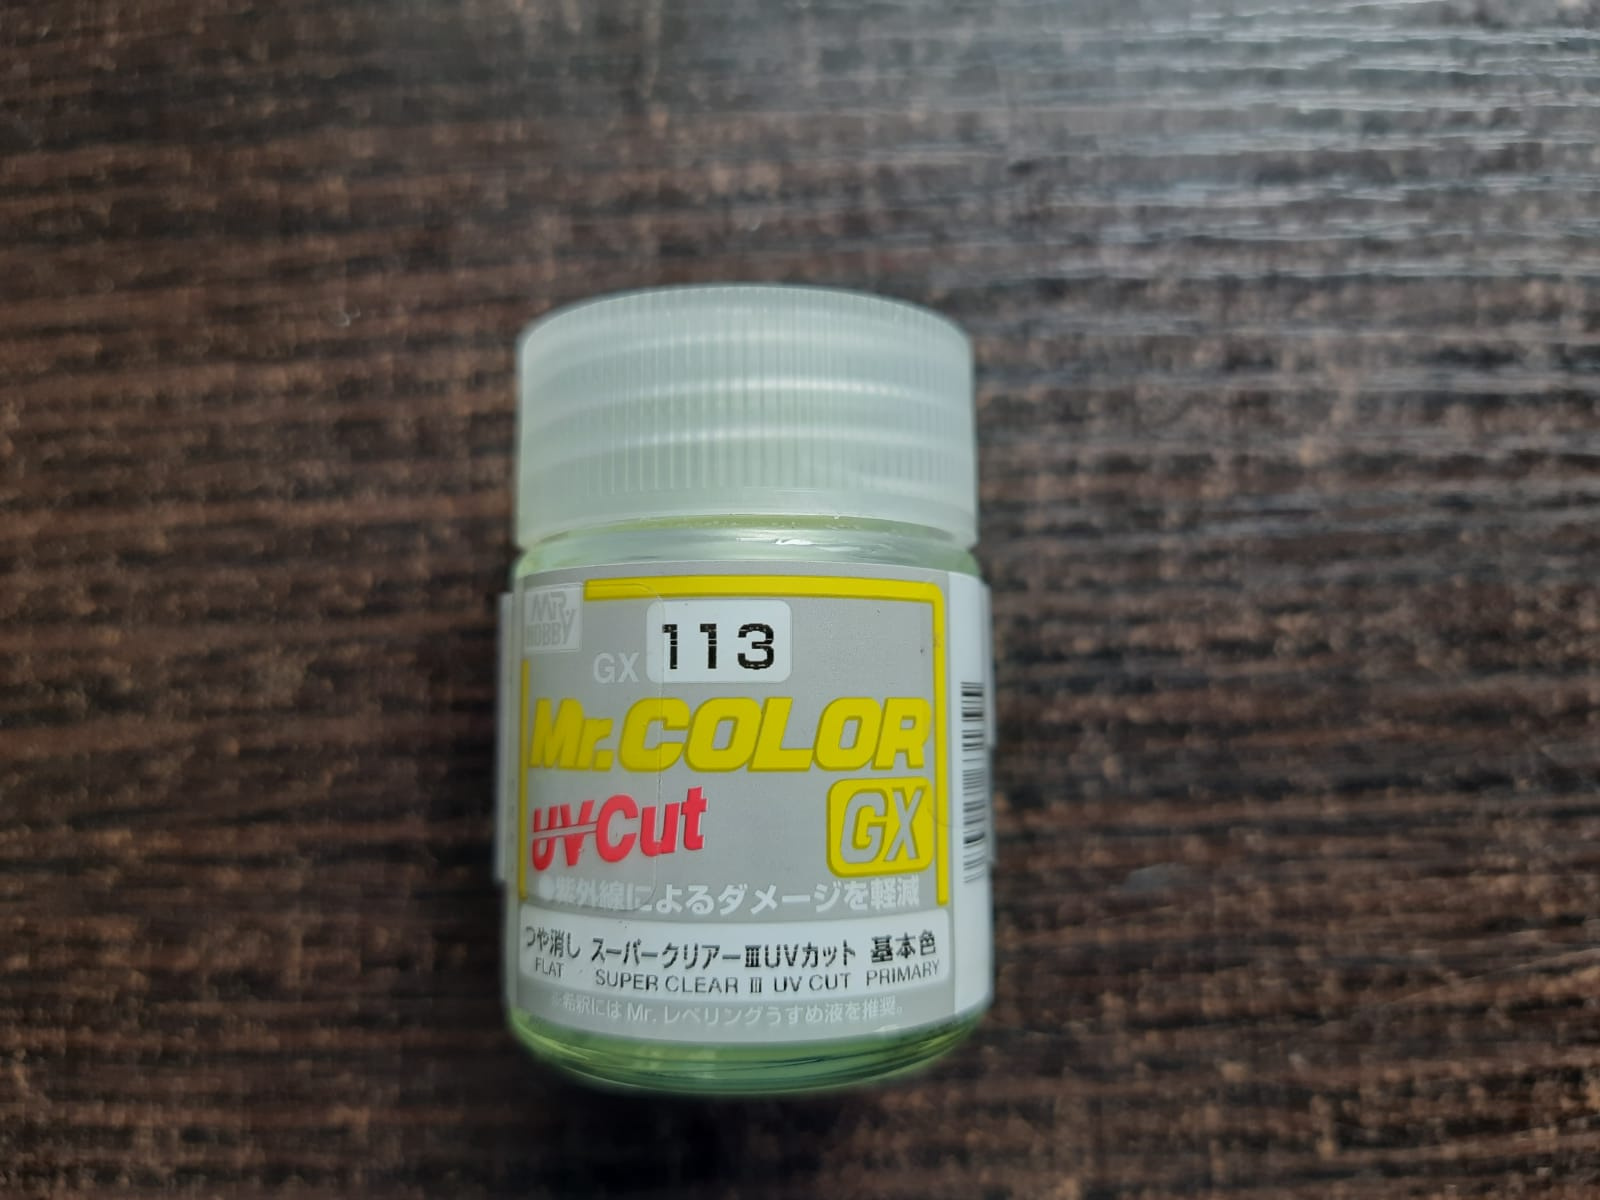 MR.
HOBBY
GX 113
Mr.COLOR
UVCut
GX
●紫外線によるダメージを軽減
つや消し スーパークリアーⅢUVカット 基本色
FLAT SUPER CLEAR Ⅲ UV CUT PRIMARY
※希釈にはMr.レベリングうすめ液を推奨。